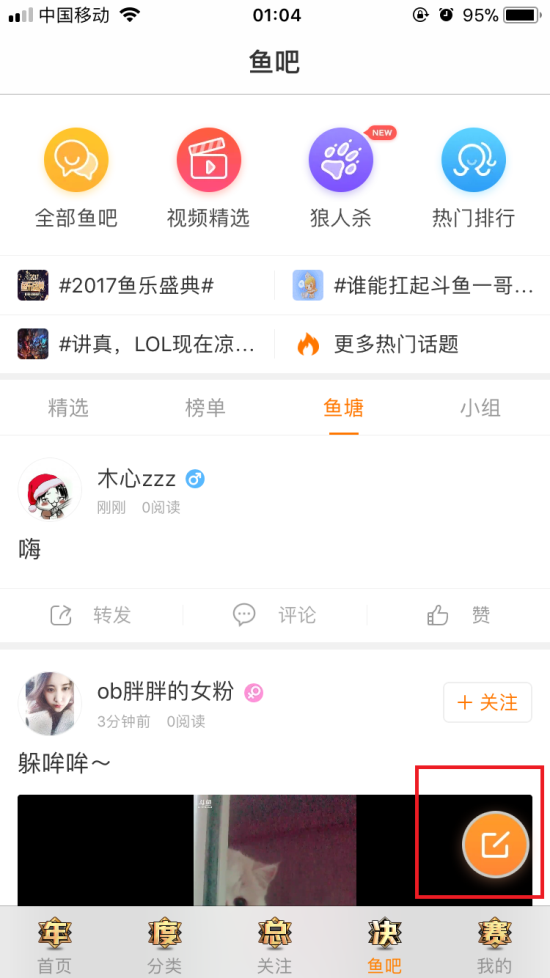 中国移动 01:04 95%
鱼吧
NEW
全部鱼吧 视频精选 狼人杀 热门排行
#2017鱼乐盛典# #谁能扛起斗鱼一哥...
#讲真，LOL现在凉... 更多热门话题
精选 榜单 鱼塘 小组
木心zzz
刚刚 0阅读
嗨
转发 评论 赞
ob胖胖的女粉
3分钟前 0阅读
+ 关注
躲哞哞～
年 度 总 决 赛
首页 分类 关注 鱼吧 我的